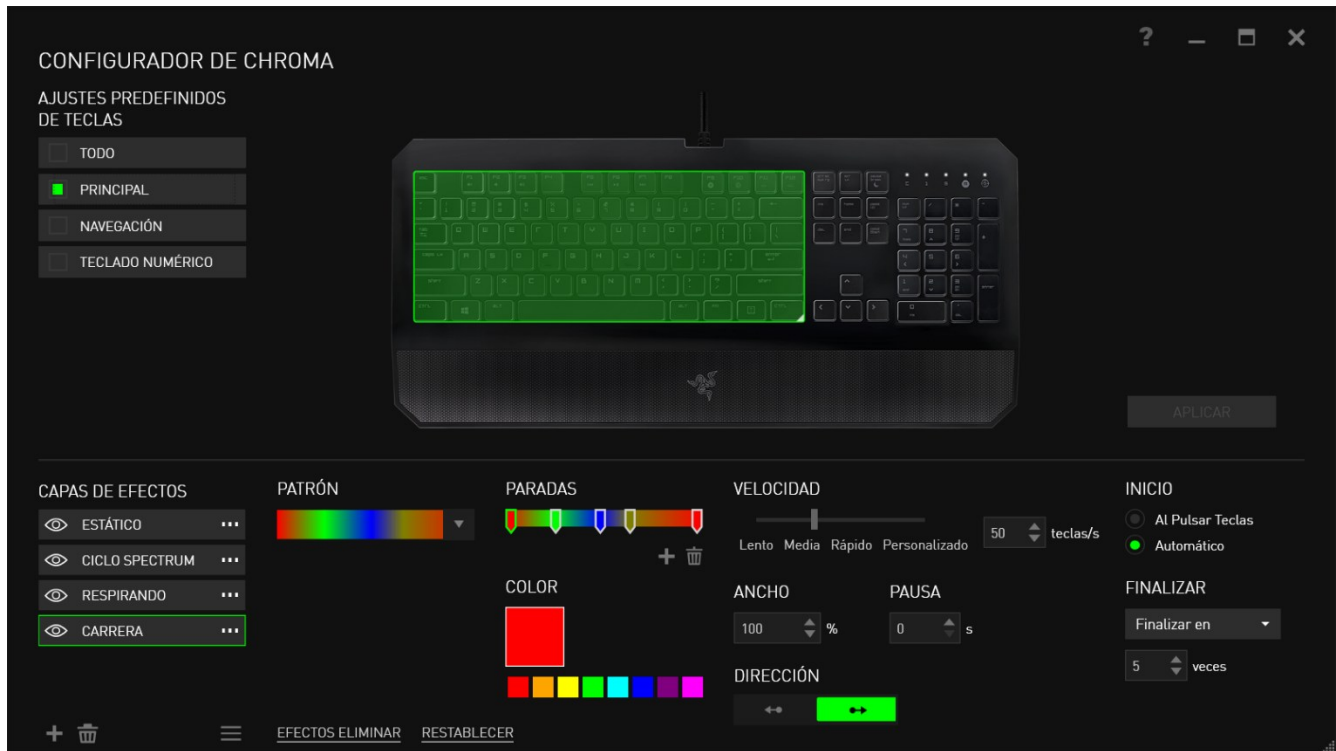 CONFIGURADOR DE CHROMA
AJUSTES PREDEFINIDOS
DE TECLAS
TODO
PRINCIPAL
NAVEGACIÓN
TECLADO NUMÉRICO
APLICAR
CAPAS DE EFECTOS
ESTÁTICO
CICLO SPECTRUM
RESPIRANDO
CARRERA
PATRÓN
EFECTOS ELIMINAR
RESTABLECER
PARADAS
COLOR
VELOCIDAD
Lento Media Rápido Personalizado
50 teclas/s
ANCHO
100 %
PAUSA
0 s
DIRECCIÓN
INICIO
Al Pulsar Teclas
Automático
FINALIZAR
Finalizar en
5 veces